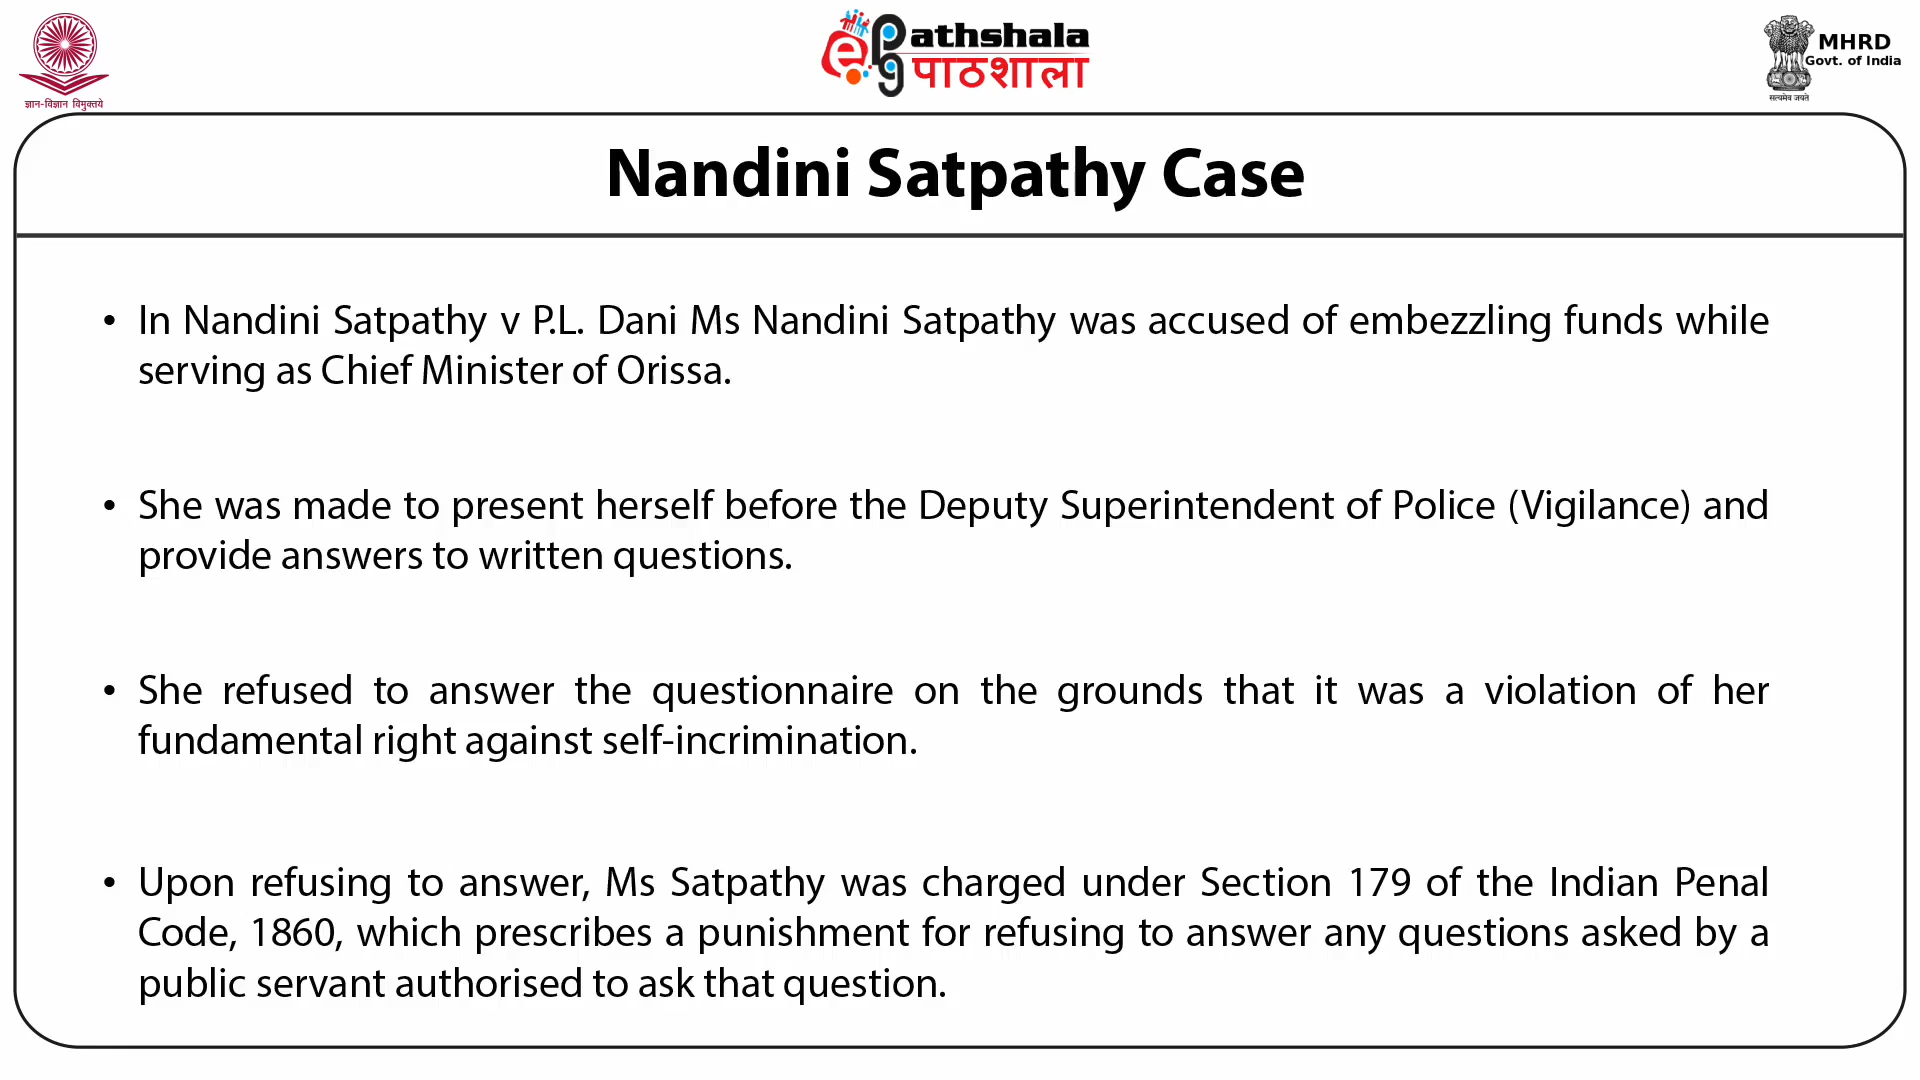 ज्ञान-विज्ञान विमुक्तये
ePathshala
पाठशाला
MHRD
Govt. of India
सत्यमेव जयते
Nandini Satpathy Case
• In Nandini Satpathy v P.L. Dani Ms Nandini Satpathy was accused of embezzling funds while
serving as Chief Minister of Orissa.
• She was made to present herself before the Deputy Superintendent of Police (Vigilance) and
provide answers to written questions.
• She refused to answer the questionnaire on the grounds that it was a violation of her
fundamental right against self-incrimination.
• Upon refusing to answer, Ms Satpathy was charged under Section 179 of the Indian Penal
Code, 1860, which prescribes a punishment for refusing to answer any questions asked by a
public servant authorised to ask that question.